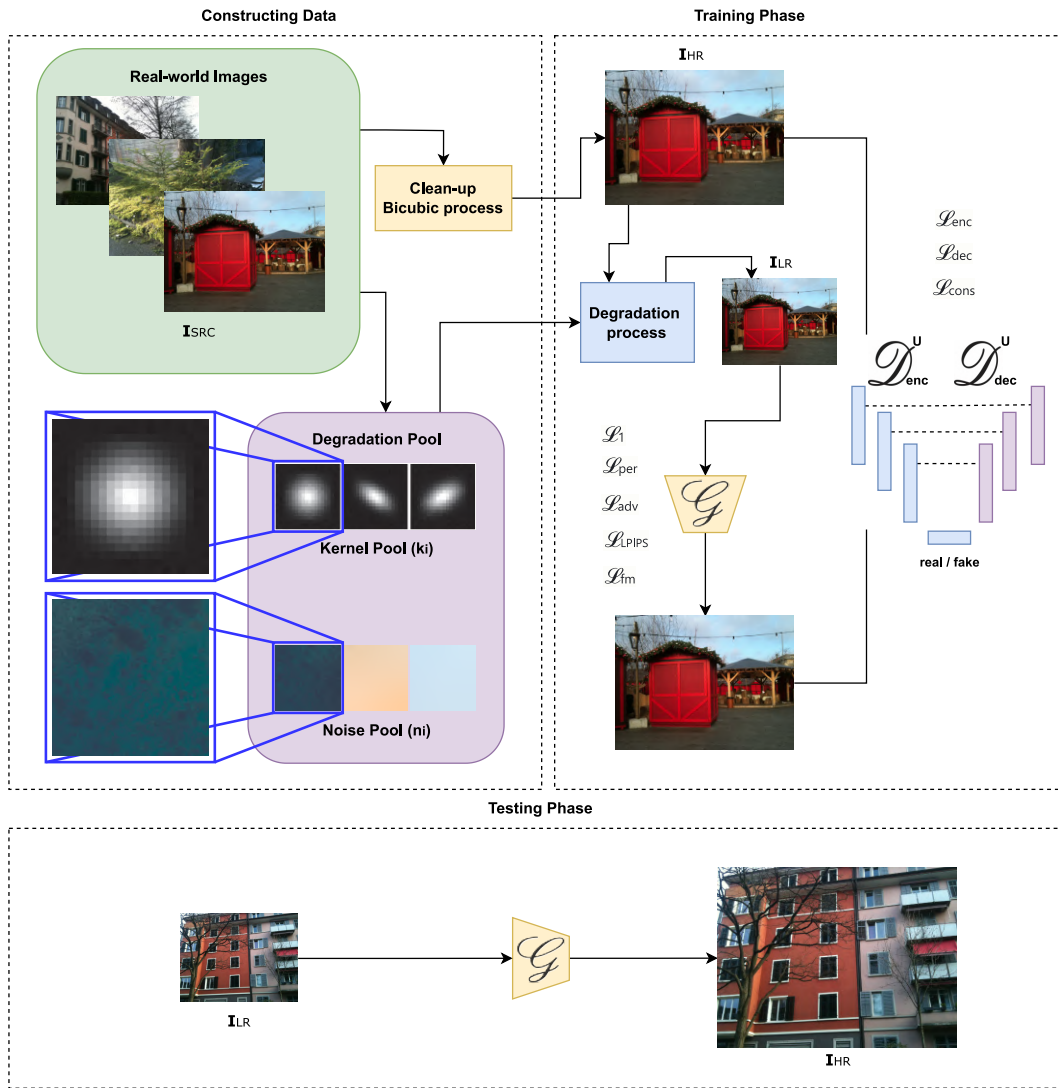 Constructing Data
Training Phase
Real-world Images
ISRC
Clean-up
Bicubic process
IHR
Degradation
process
ILR
Degradation Pool
Kernel Pool (ki)
Noise Pool (ni)
ℒ1
ℒper
ℒadv
ℒLPIPS
ℒfm
𝒢
ℒenc
ℒdec
ℒcons
𝒟Uenc 𝒟Udec
real / fake
Testing Phase
ILR
𝒢
IHR